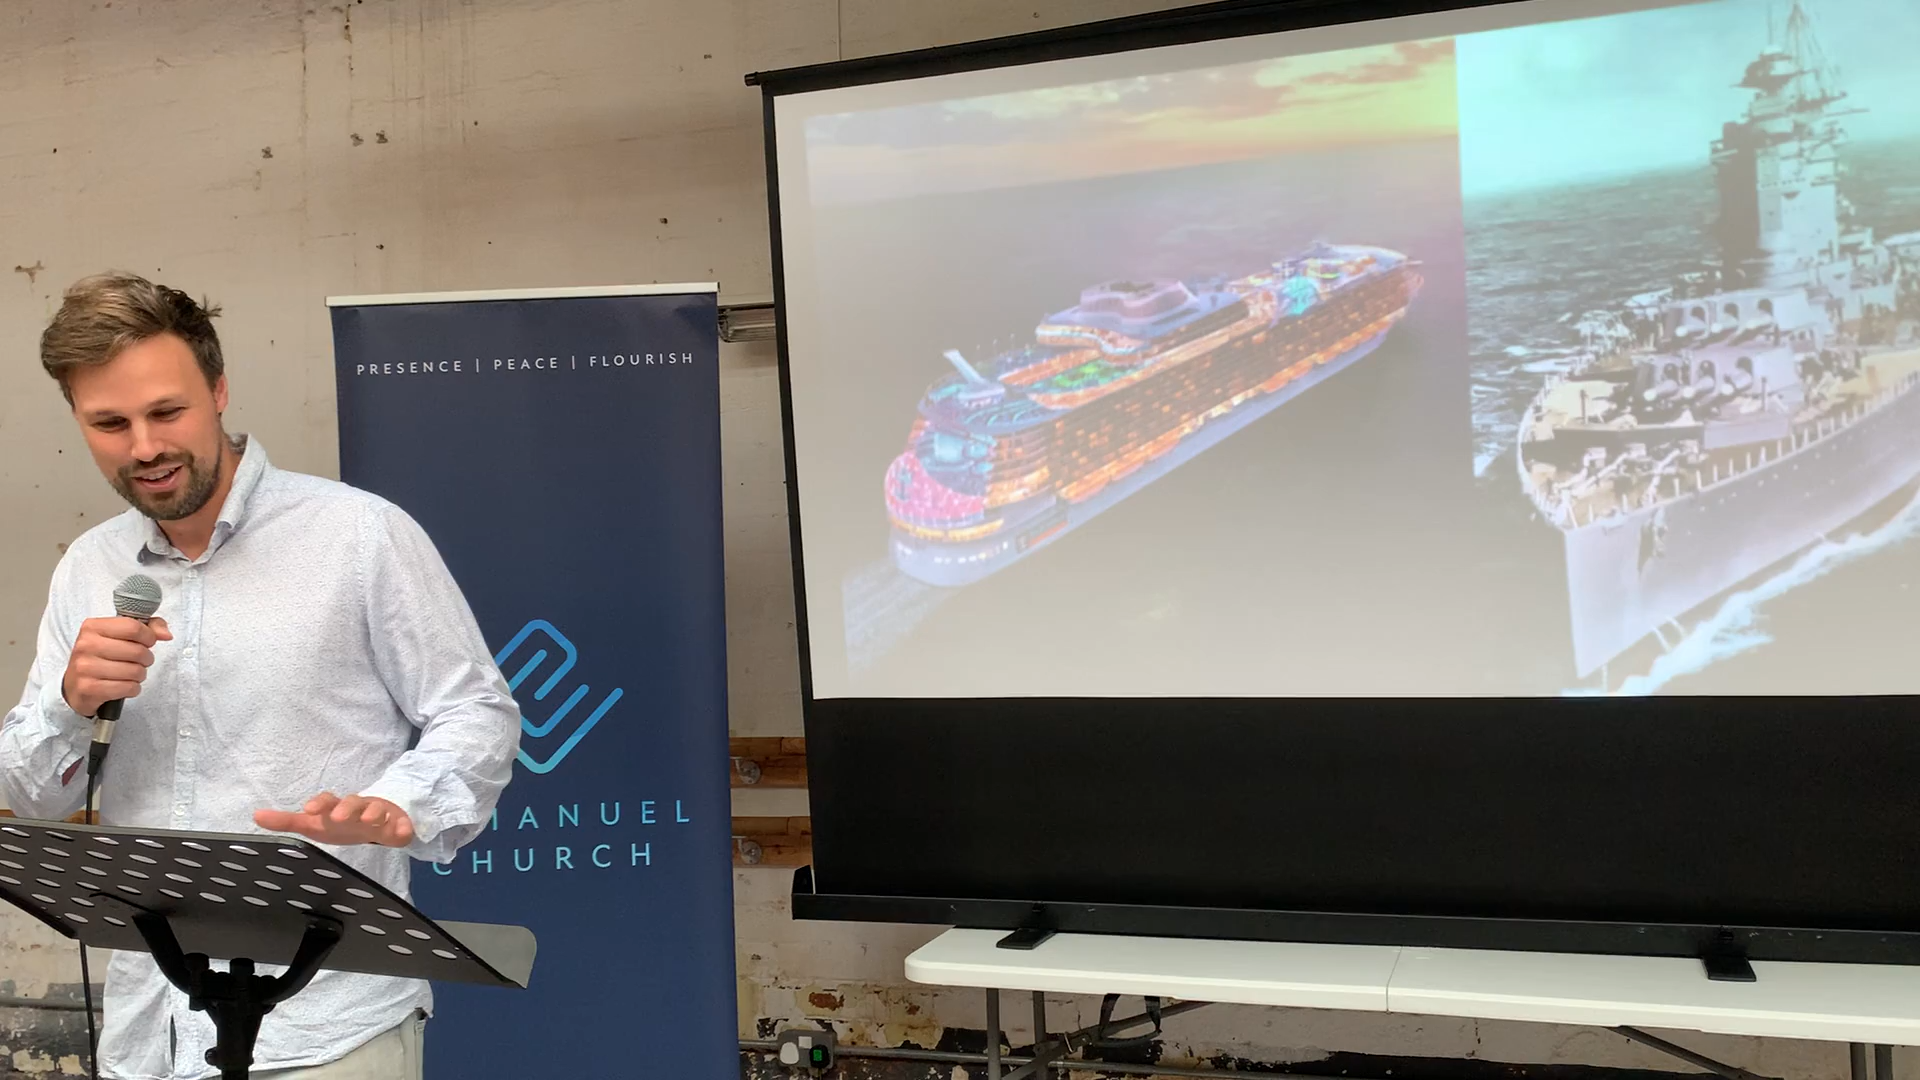 PRESENCE | PEACE | FLOURISH
MANUEL
CHURCH